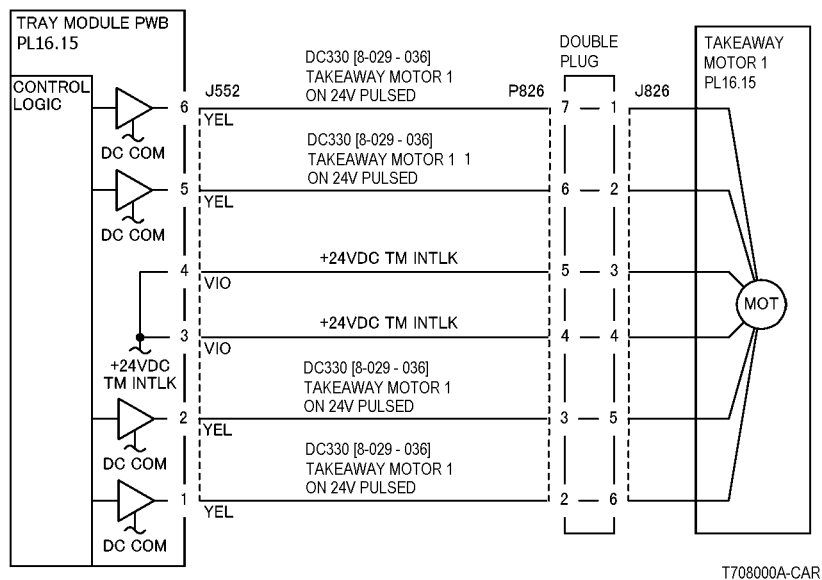 TRAY MODULE PWB
PL16.15
CONTROL
LOGIC
DC COM
DC COM
+24VDC
TM INTLK
DC COM
DC COM
6
5
4
3
2
1
J552
YEL
YEL
VIO
VIO
YEL
YEL
DC330 [8-029 - 036]
TAKEAWAY MOTOR 1
ON 24V PULSED
DC330 [8-029 - 036]
TAKEAWAY MOTOR 1 1
ON 24V PULSED
+24VDC TM INTLK
+24VDC TM INTLK
DC330 [8-029 - 036]
TAKEAWAY MOTOR 1
ON 24V PULSED
DC330 [8-029 - 036]
TAKEAWAY MOTOR 1
ON 24V PULSED
P826
DOUBLE
PLUG
7 1
6 2
5 3
4 4
3 5
2 6
J826
TAKEAWAY
MOTOR 1
PL16.15
MOT
T708000A-CAR